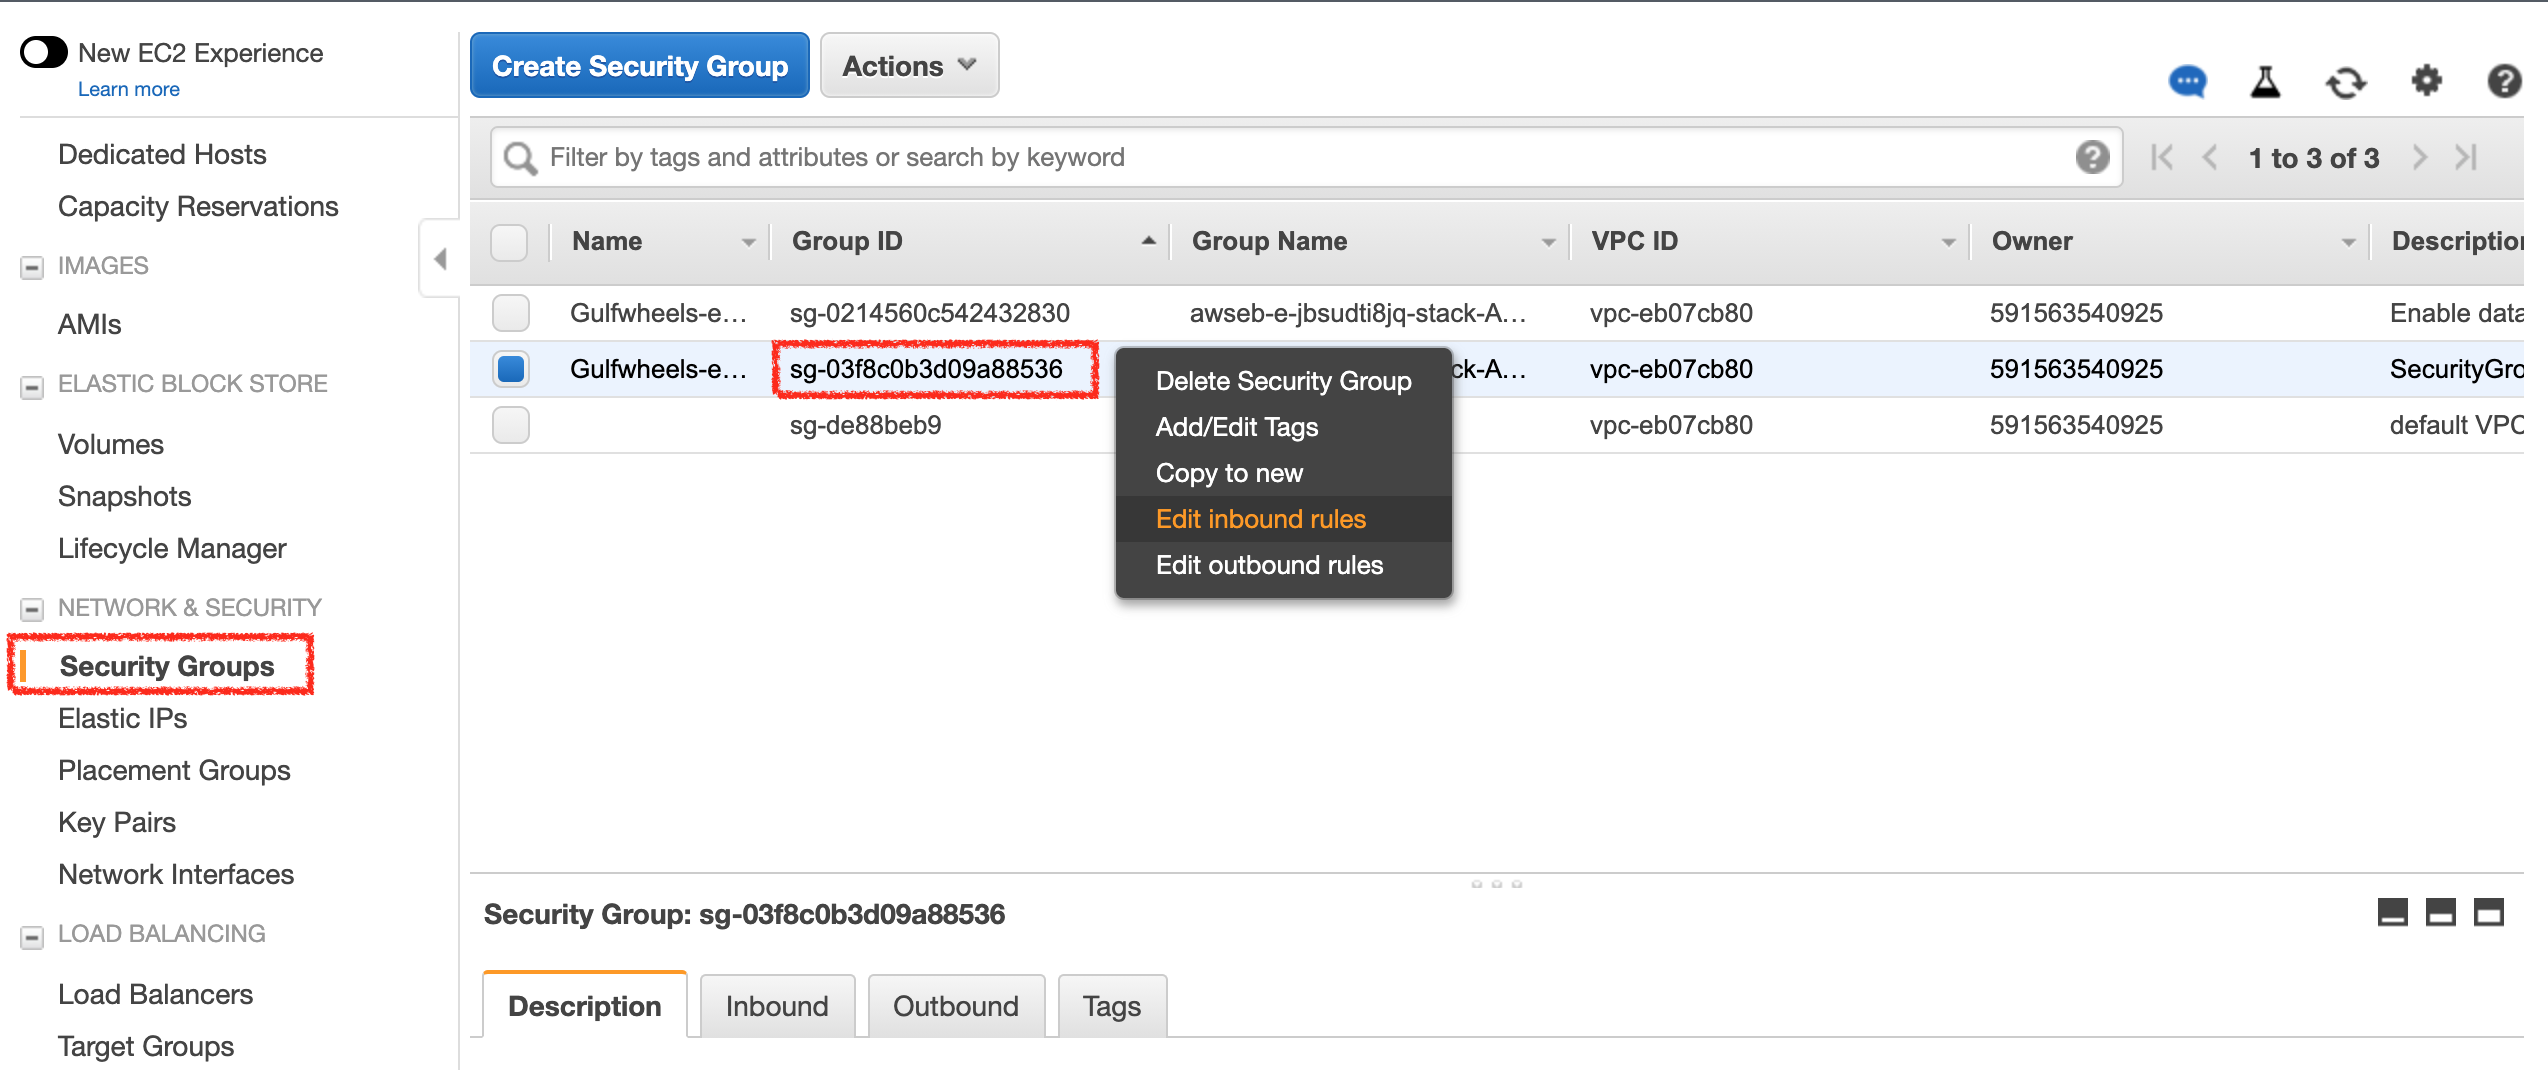 New EC2 Experience
Learn more
Dedicated Hosts
Capacity Reservations
IMAGES
AMIs
ELASTIC BLOCK STORE
Volumes
Snapshots
Lifecycle Manager
NETWORK & SECURITY
Security Groups
Elastic IPs
Placement Groups
Key Pairs
Network Interfaces
LOAD BALANCING
Load Balancers
Target Groups
Create Security Group Actions
Filter by tags and attributes or search by keyword 1 to 3 of 3
Name Group ID Group Name VPC ID Owner Description
Gulfwheels-e... sg-0214560c542432830 awseb-e-jbsudti8jq-stack-A... vpc-eb07cb80 591563540925 Enable data
Gulfwheels-e... sg-03f8c0b3d09a88536 ck-A... vpc-eb07cb80 591563540925 SecurityGro
sg-de88beb9 vpc-eb07cb80 591563540925 default VPC
Delete Security Group
Add/Edit Tags
Copy to new
Edit inbound rules
Edit outbound rules
Security Group: sg-03f8c0b3d09a88536
Description Inbound Outbound Tags